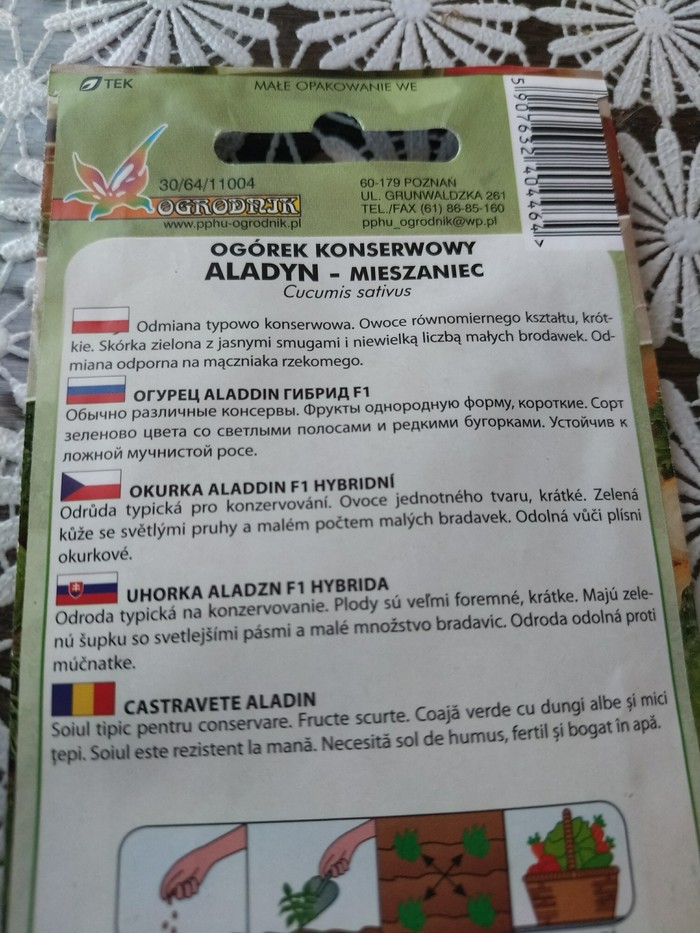 TEK
MAŁE OPAKOWANIE WE
5 907632 404464 >
30/64/11004
OGRODNIK
www.pphu-ogrodnik.pl
60-179 POZNAŃ
UL. GRUNWALDZKA 261
TEL./FAX (61) 86-85-160
pphu_ogrodnik@wp.pl
OGÓREK KONSERWOWY
ALADYN - MIESZANIEC
Cucumis sativus
Odmiana typowo konserwowa. Owoce równomiernego kształtu, krót-
kie. Skórka zielona z jasnymi smugami i niewielką liczbą małych brodawek. Od-
miana odporna na mączniaka rzekomego.
ОГУРЕЦ ALADDIN ГИБРИД F1
Обычно различные консервы. Фрукты однородную форму, короткие. Сорт
зеленово цвета со светлыми полосами и редкими бугорками. Устойчив к
ложной мучнистой росе.
OKURKA ALADDIN F1 HYBRIDNÍ
Odrůda typická pro konzervování. Ovoce jednotného tvaru, krátké. Zelená
kůže se světlými pruhy a malém počtem malých bradavek. Odolná vůči plísni
okurkové.
UHORKA ALADZN F1 HYBRIDA
Odroda typická na konzervovanie. Plody sú veľmi foremné, krátke. Majú zele-
nú šupku so svetlejšími pásmi a malé množstvo bradavic. Odroda odolná proti
múčnatke.
CASTRAVETE ALADIN
Soiul tipic pentru conservare. Fructe scurte. Coajă verde cu dungi albe și mici
țepi. Soiul este rezistent la mană. Necesită sol de humus, fertil și bogat în apă.